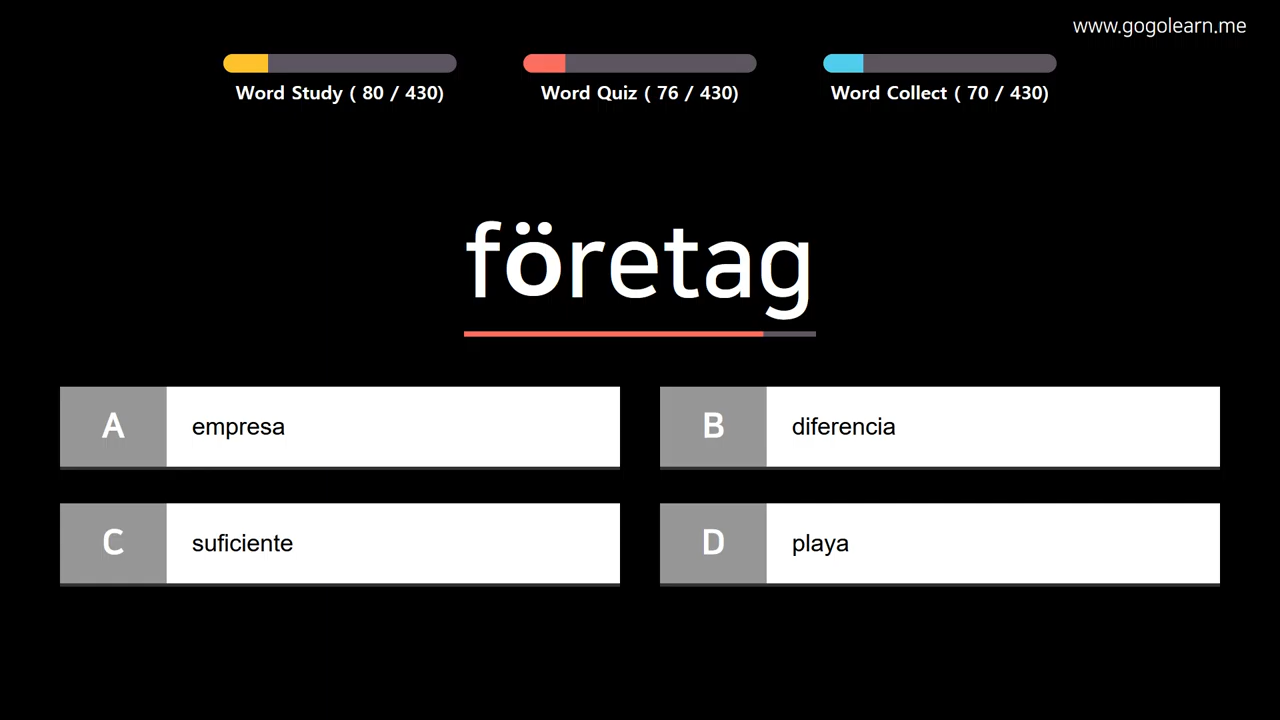 www.gogolearn.me
Word Study ( 80 / 430)
Word Quiz ( 76 / 430)
Word Collect ( 70 / 430)
företag
A empresa
B diferencia
C suficiente
D playa